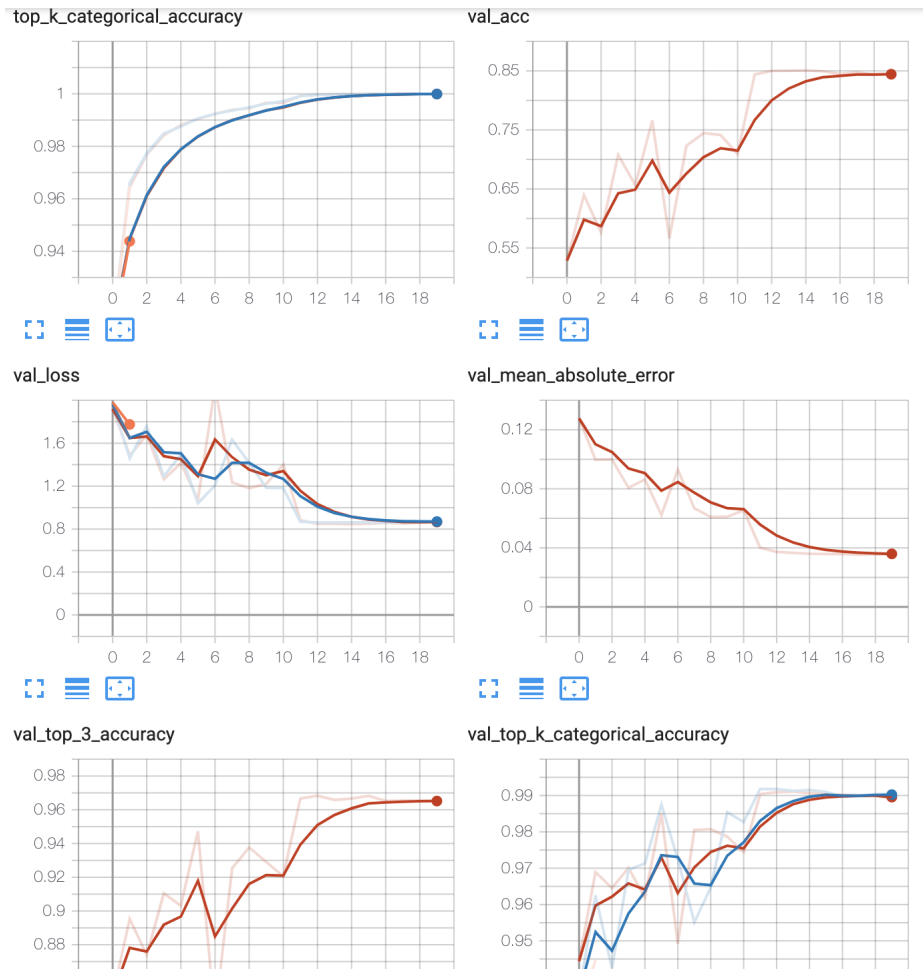 top_k_categorical_accuracy
1
0.98
0.96
0.94
0 2 4 6 8 10 12 14 16 18
val_acc
0.85
0.75
0.65
0.55
0 2 4 6 8 10 12 14 16 18
val_loss
1.6
1.2
0.8
0.4
0
0 2 4 6 8 10 12 14 16 18
val_mean_absolute_error
0.12
0.08
0.04
0
0 2 4 6 8 10 12 14 16 18
val_top_3_accuracy
0.98
0.96
0.94
0.92
0.9
0.88
val_top_k_categorical_accuracy
0.99
0.98
0.97
0.96
0.95